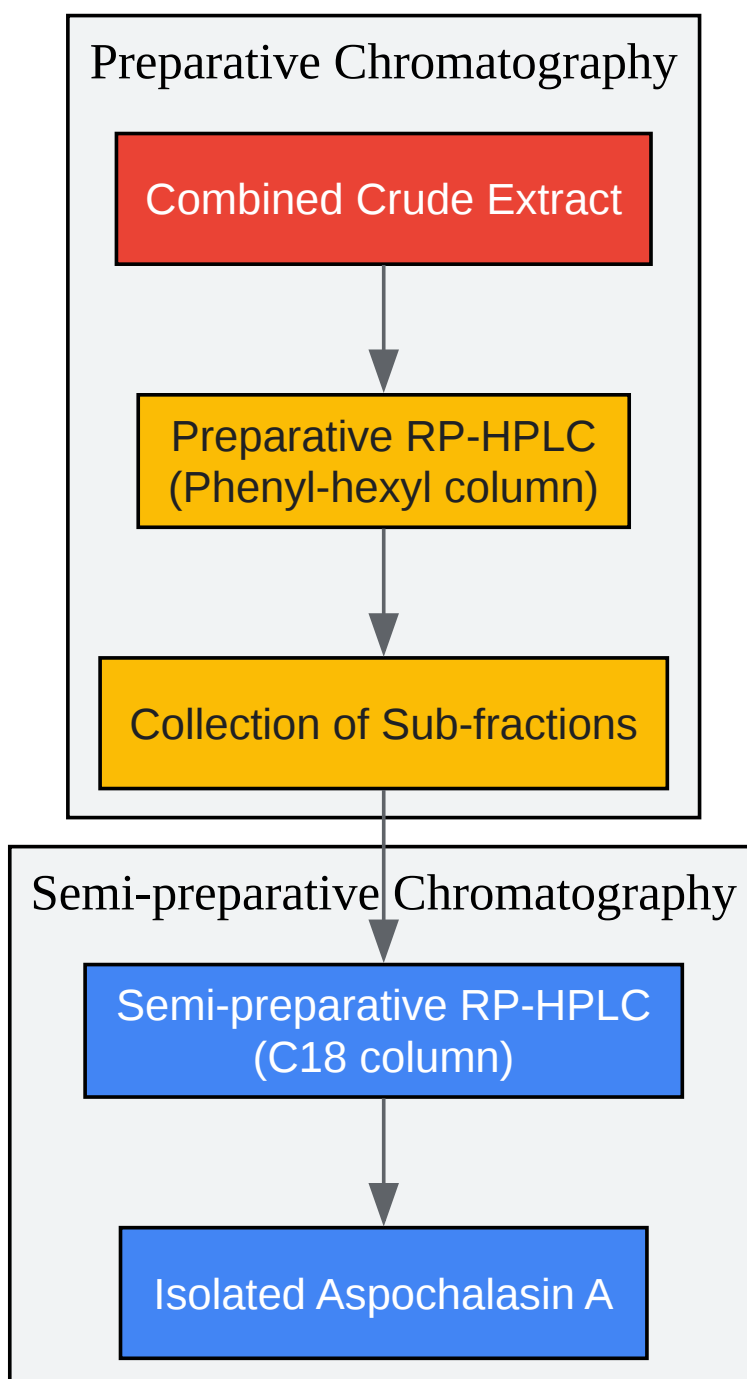 Preparative Chromatography
Combined Crude Extract
Preparative RP-HPLC
(Phenyl-hexyl column)
Collection of Sub-fractions
Semi-preparative Chromatography
Semi-preparative RP-HPLC
(C18 column)
Isolated Aspochalasin A